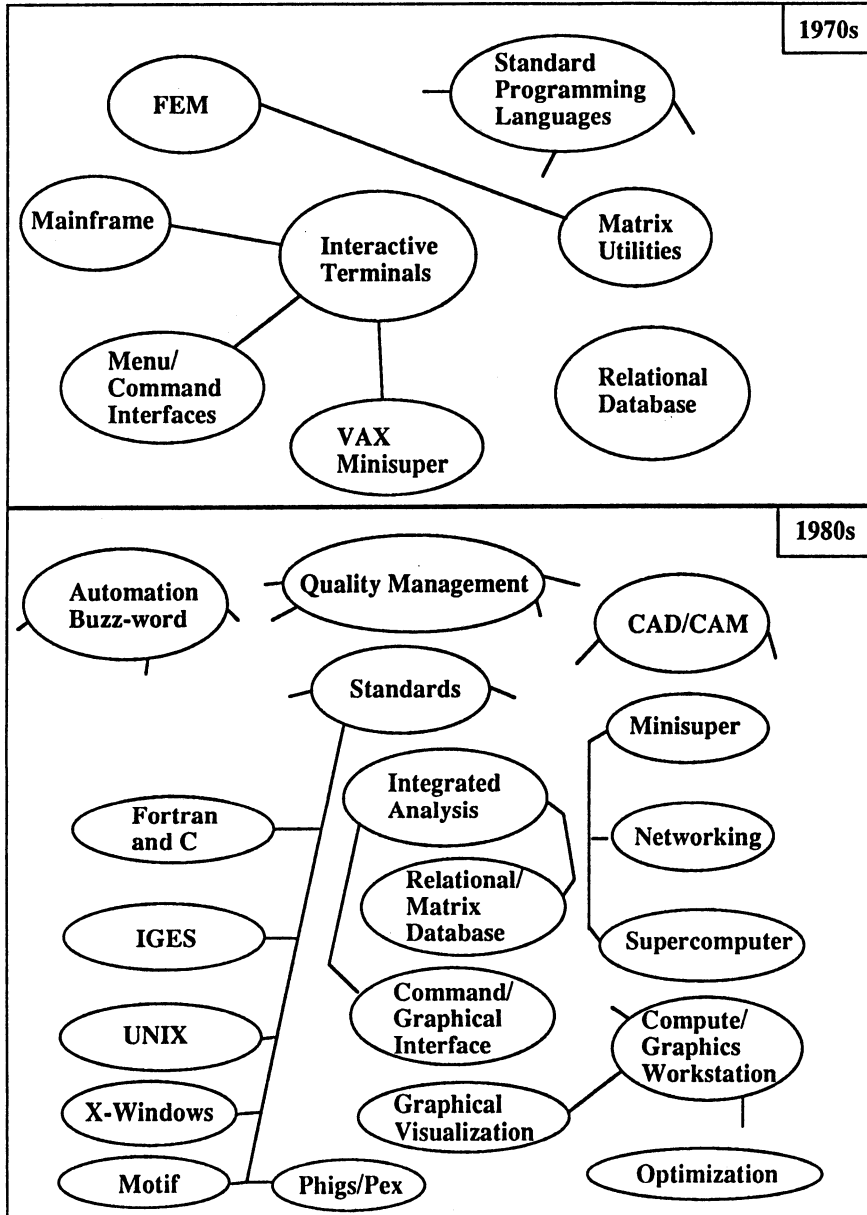 1970s
FEM
Standard
Programming
Languages
Mainframe
Interactive
Terminals
Matrix
Utilities
Menu/
Command
Interfaces
VAX
Minisuper
Relational
Database
1980s
Automation
Buzz-word
Quality Management
CAD/CAM
Standards
Minisuper
Integrated
Analysis
Fortran
and C
Networking
Relational/
Matrix
Database
IGES
Supercomputer
Command/
Graphical
Interface
UNIX
Compute/
Graphics
Workstation
X-Windows
Graphical
Visualization
Motif
Phigs/Pex
Optimization